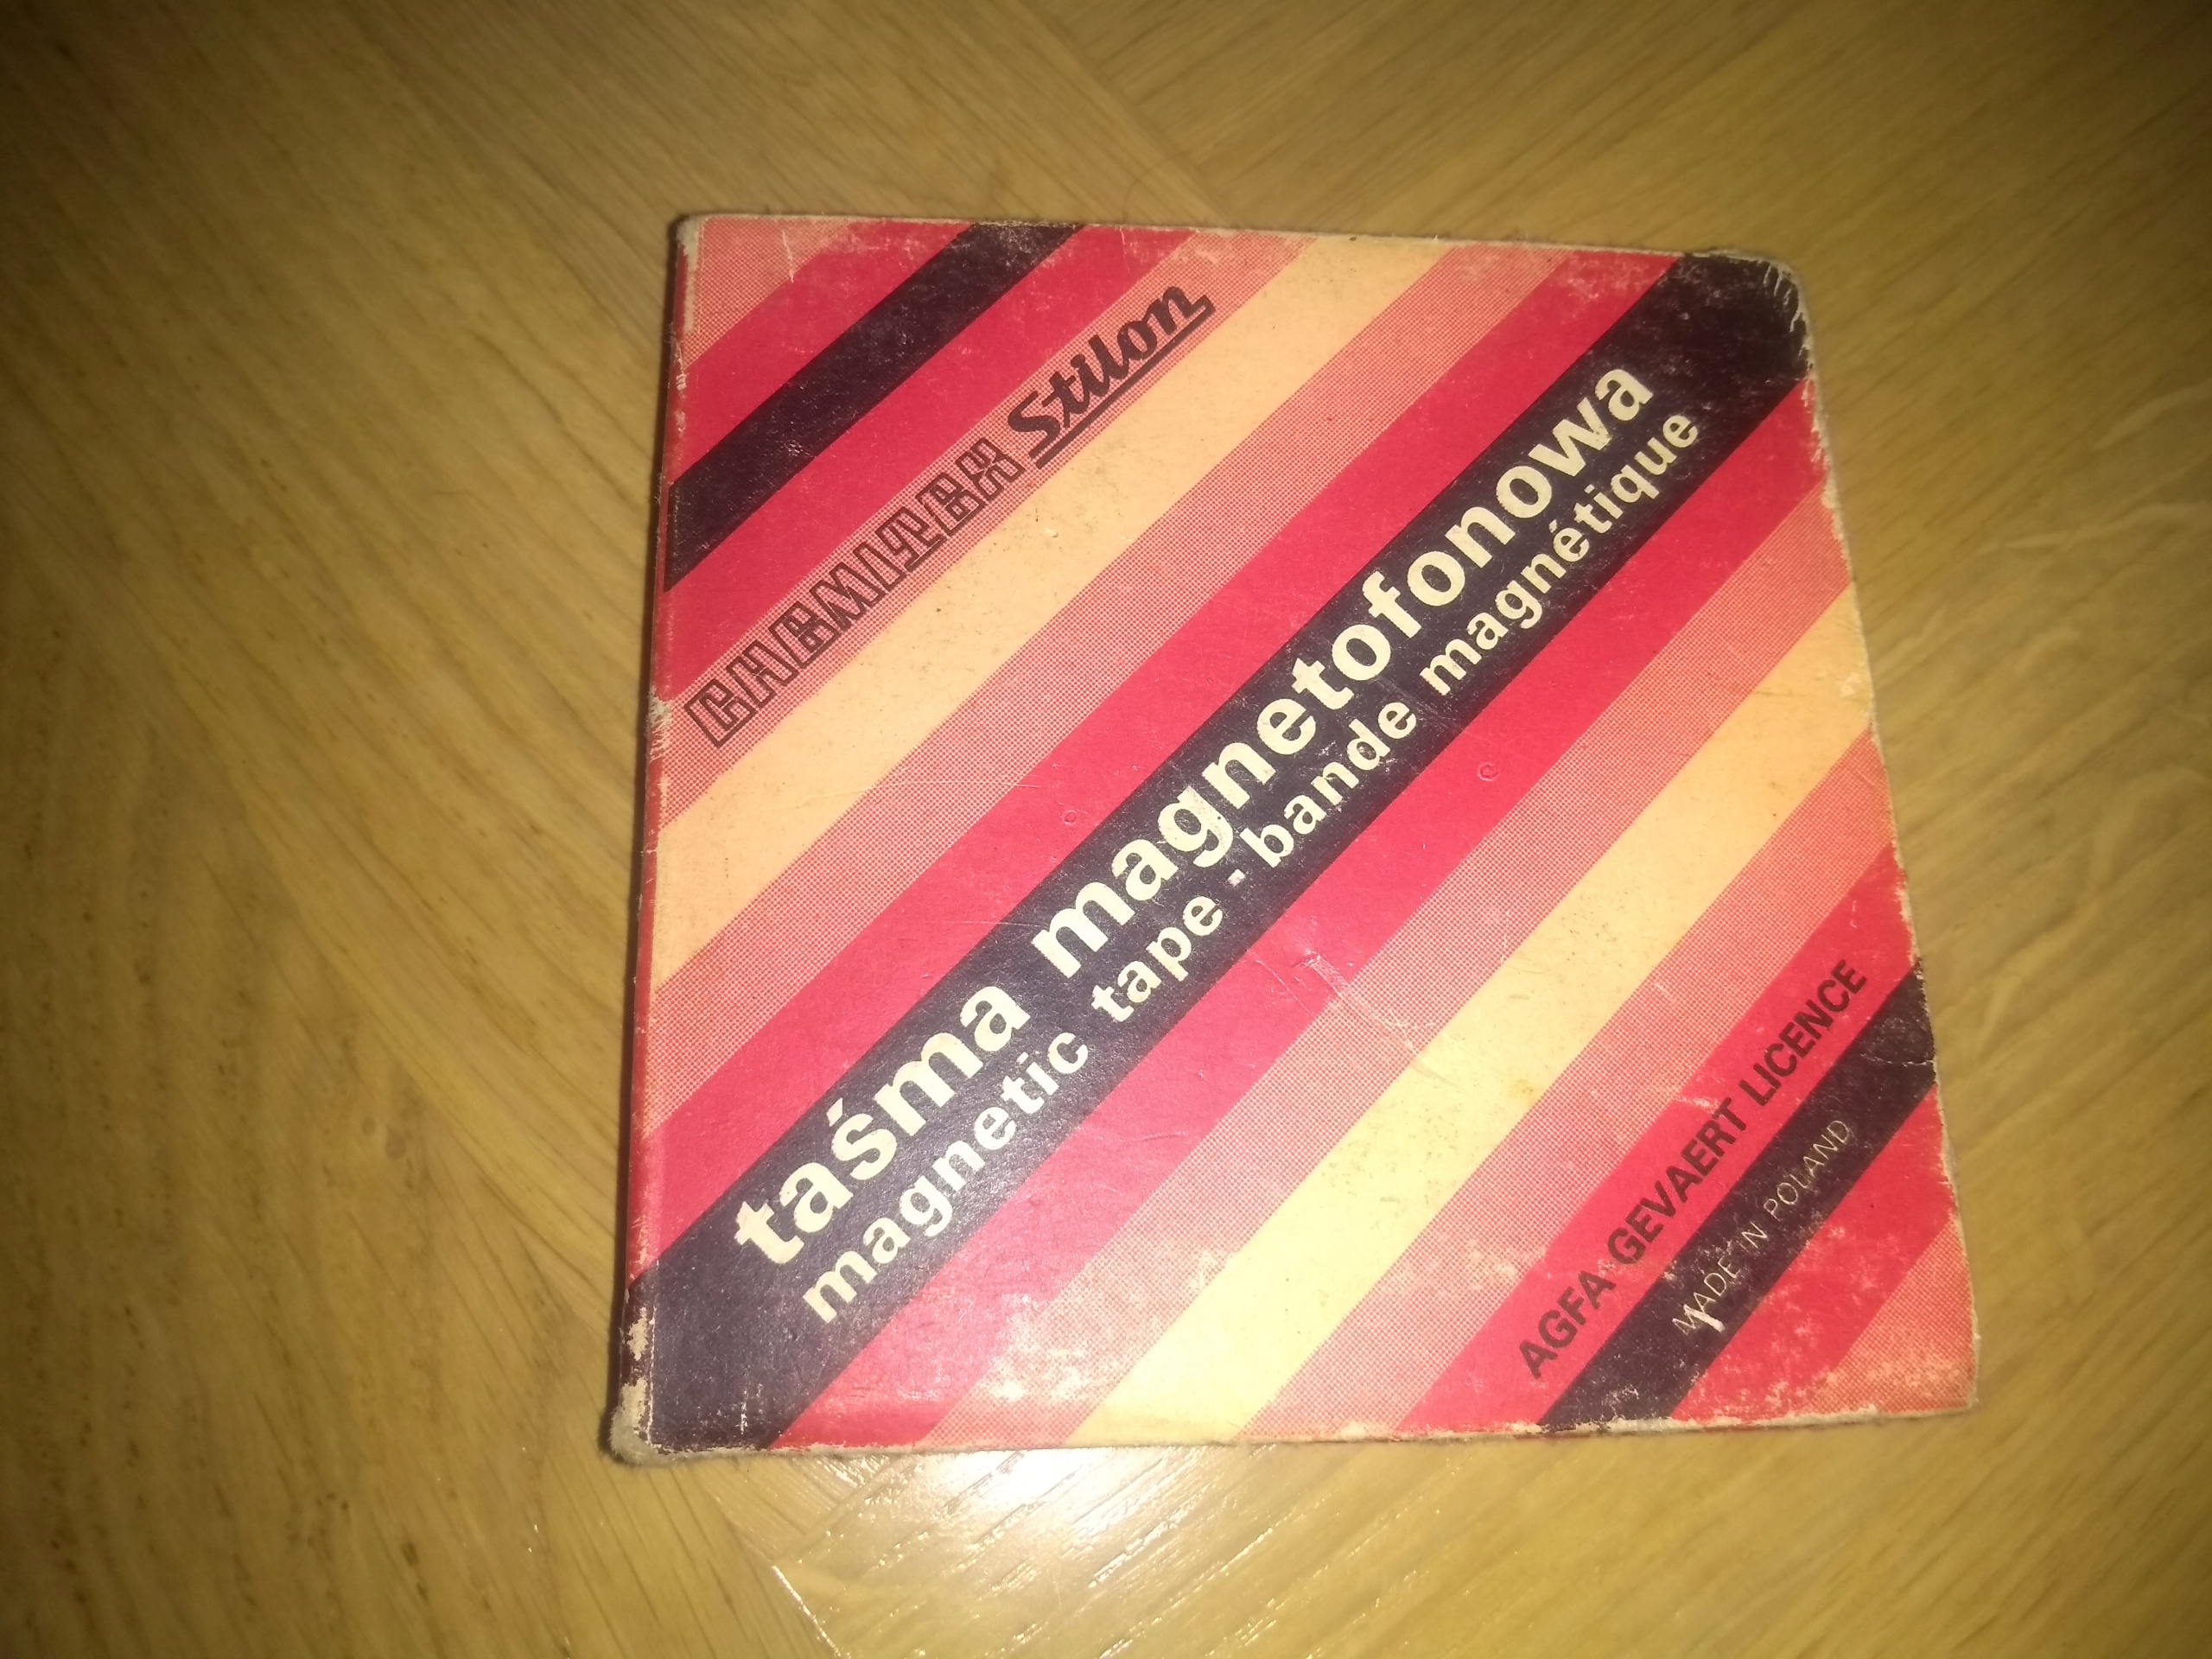 CHEMITEX Stilon
taśma magnetofonowa
magnetic tape - bande magnétique
AGFA GEVAERT LICENCE
MADE IN POLAND